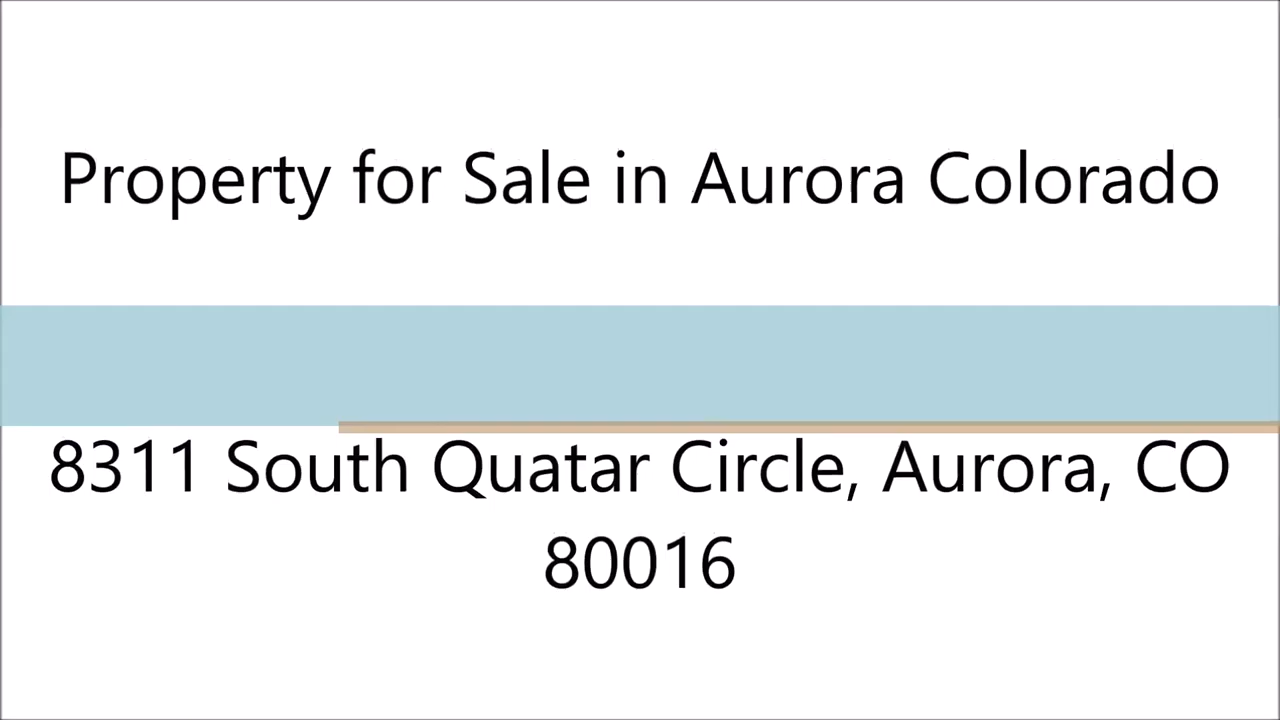 Property for Sale in Aurora Colorado
8311 South Quatar Circle, Aurora, CO
80016